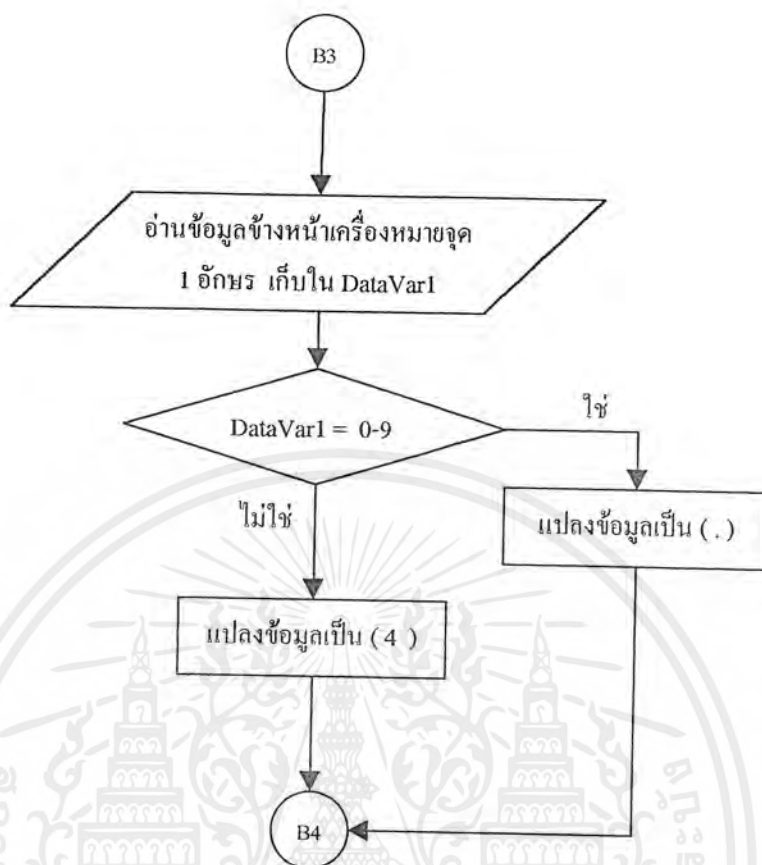 B3
อ่านข้อมูลข้างหน้าเครื่องหมายจุด
1 อักษร เก็บใน DataVar1
DataVar1 = 0-9
ใช่
ไม่ใช่
แปลงข้อมูลเป็น ( . )
แปลงข้อมูลเป็น ( 4 )
B4